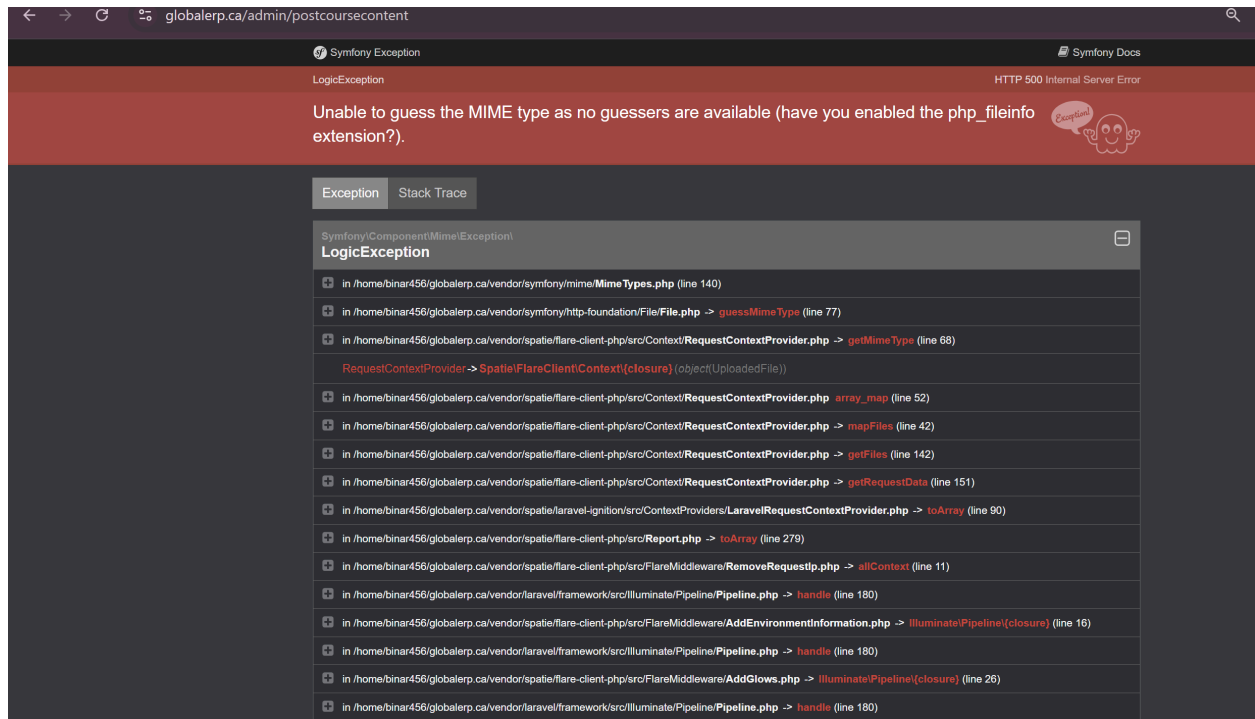 globalerp.ca/admin/postcoursecontent
Symfony Exception
Symfony Docs
LogicException
HTTP 500 Internal Server Error
Unable to guess the MIME type as no guessers are available (have you enabled the php_fileinfo
extension?).
Exception!
Exception
Stack Trace
Symfony\Component\Mime\Exception\
LogicException
in /home/binar456/globalerp.ca/vendor/symfony/mime/MimeTypes.php (line 140)
in /home/binar456/globalerp.ca/vendor/symfony/http-foundation/File/File.php -> guessMimeType (line 77)
in /home/binar456/globalerp.ca/vendor/spatie/flare-client-php/src/Context/RequestContextProvider.php -> getMimeType (line 68)
RequestContextProvider->Spatie\FlareClient\Context\{closure}(object(UploadedFile))
in /home/binar456/globalerp.ca/vendor/spatie/flare-client-php/src/Context/RequestContextProvider.php array_map (line 52)
in /home/binar456/globalerp.ca/vendor/spatie/flare-client-php/src/Context/RequestContextProvider.php -> mapFiles (line 42)
in /home/binar456/globalerp.ca/vendor/spatie/flare-client-php/src/Context/RequestContextProvider.php -> getFiles (line 142)
in /home/binar456/globalerp.ca/vendor/spatie/flare-client-php/src/Context/RequestContextProvider.php -> getRequestData (line 151)
in /home/binar456/globalerp.ca/vendor/spatie/laravel-ignition/src/ContextProviders/LaravelRequestContextProvider.php -> toArray (line 90)
in /home/binar456/globalerp.ca/vendor/spatie/flare-client-php/src/Report.php -> toArray (line 279)
in /home/binar456/globalerp.ca/vendor/spatie/flare-client-php/src/FlareMiddleware/RemoveRequestIp.php -> allContext (line 11)
in /home/binar456/globalerp.ca/vendor/laravel/framework/src/Illuminate/Pipeline/Pipeline.php -> handle (line 180)
in /home/binar456/globalerp.ca/vendor/spatie/flare-client-php/src/FlareMiddleware/AddEnvironmentInformation.php -> Illuminate\Pipeline\{closure} (line 16)
in /home/binar456/globalerp.ca/vendor/laravel/framework/src/Illuminate/Pipeline/Pipeline.php -> handle (line 180)
in /home/binar456/globalerp.ca/vendor/spatie/flare-client-php/src/FlareMiddleware/AddGlows.php -> Illuminate\Pipeline\{closure} (line 26)
in /home/binar456/globalerp.ca/vendor/laravel/framework/src/Illuminate/Pipeline/Pipeline.php -> handle (line 180)